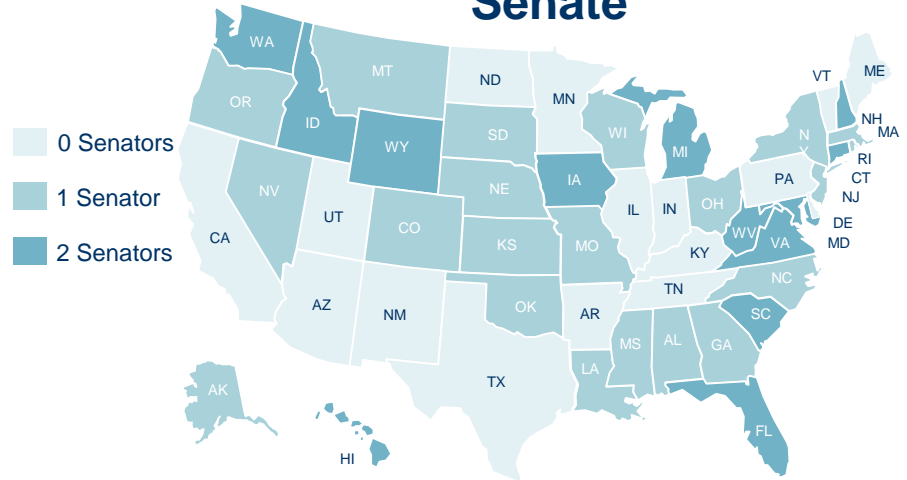 Senate
WA
MT
ND
MN
VT
ME
OR
ID
WY
SD
WI
MI
N
Y
NH
MA
RI
CT
NJ
DE
MD
0 Senators
1 Senator
2 Senators
NV
UT
CO
NE
IA
IL
IN
OH
PA
WV
VA
CA
KS
MO
KY
NC
AZ
NM
OK
AR
TN
SC
TX
LA
MS
AL
GA
FL
AK
HI